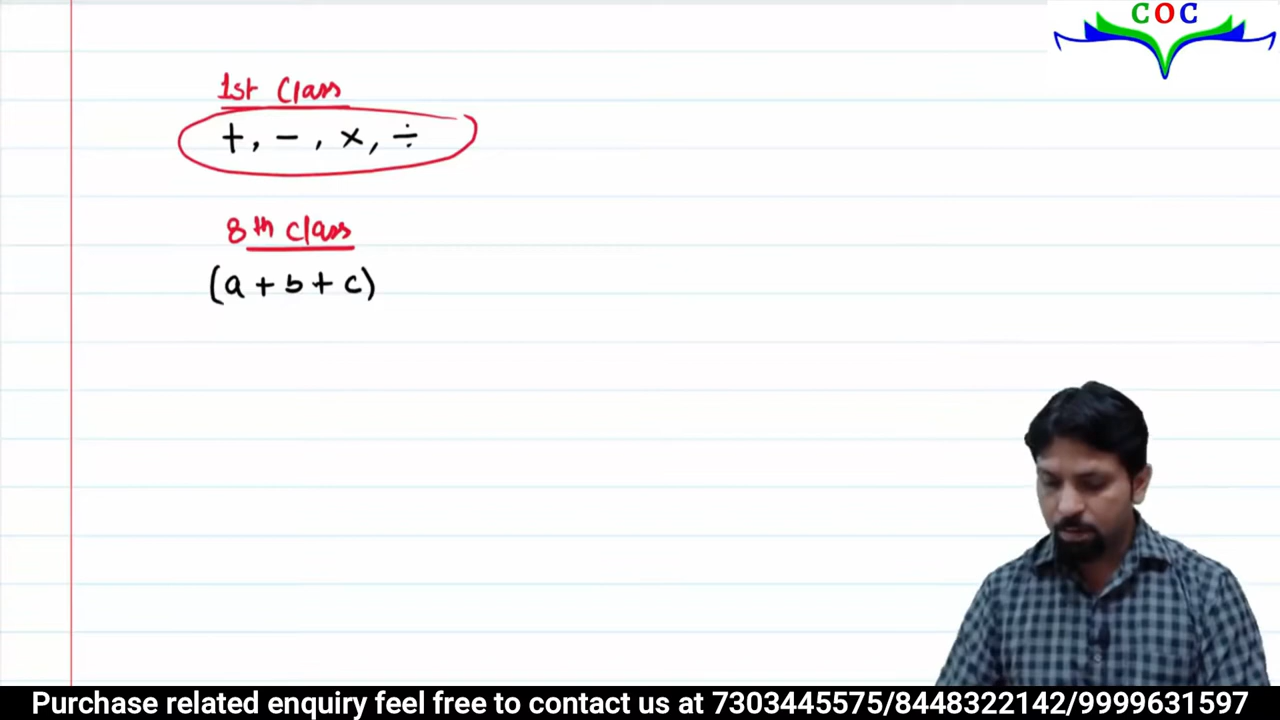 COC
1st Class
+, -, ×, ÷
8th class
(a + b + c)
Purchase related enquiry feel free to contact us at 7303445575/8448322142/9999631597